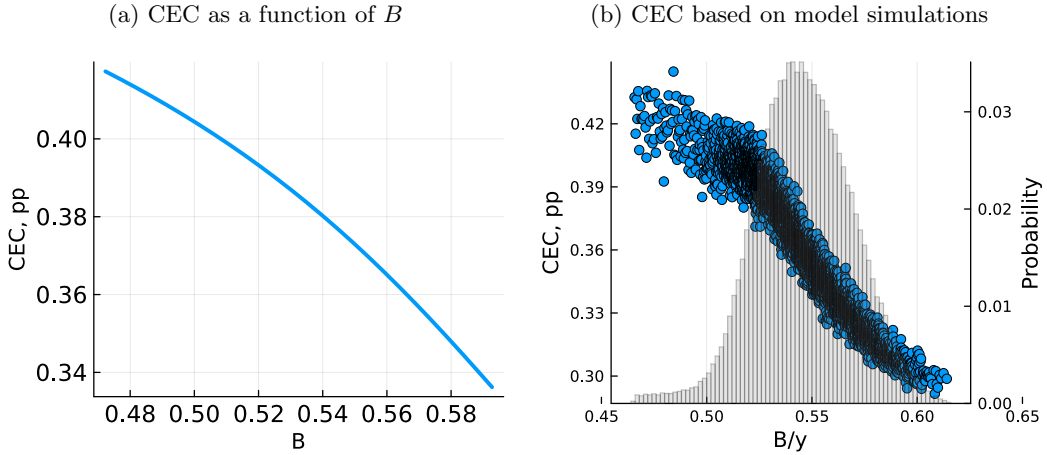 (a) CEC as a function of B
(b) CEC based on model simulations
CEC, pp
0.40
0.38
0.36
0.34
0.48 0.50 0.52 0.54 0.56 0.58
B
CEC, pp
0.42
0.39
0.36
0.33
0.30
0.45 0.50 0.55 0.60 0.65
B/y
0.03
0.02
0.01
0.00
Probability